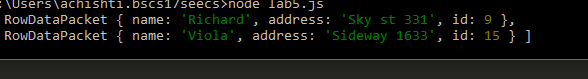 :\Users\achishti.bscs17\seecs>node lab5.js
RowDataPacket { name: 'Richard', address: 'Sky st 331', id: 9 },
RowDataPacket { name: 'Viola', address: 'Sideway 1633', id: 15 } ]